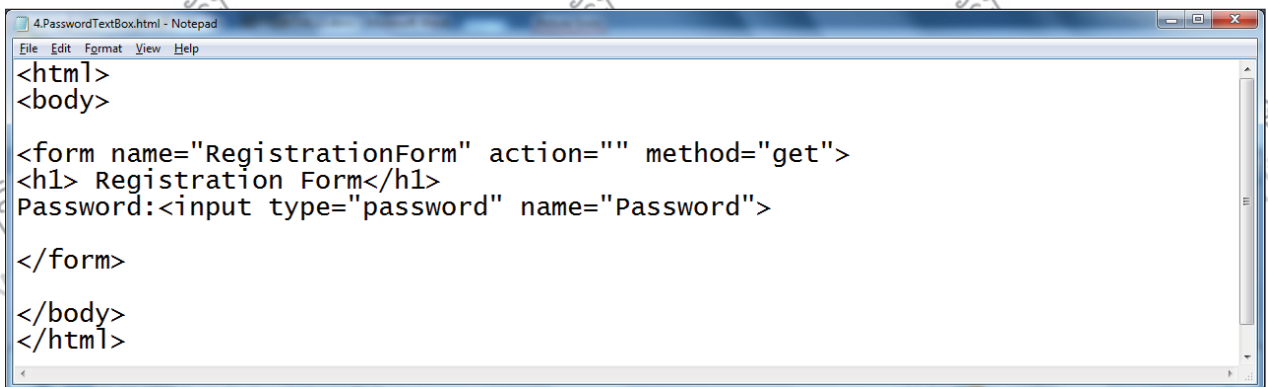 4.PasswordTextBox.html - Notepad
File Edit Format View Help
<html>
<body>
<form name="RegistrationForm" action="" method="get">
<h1> Registration Form</h1>
Password:<input type="password" name="Password">
</form>
</body>
</html>